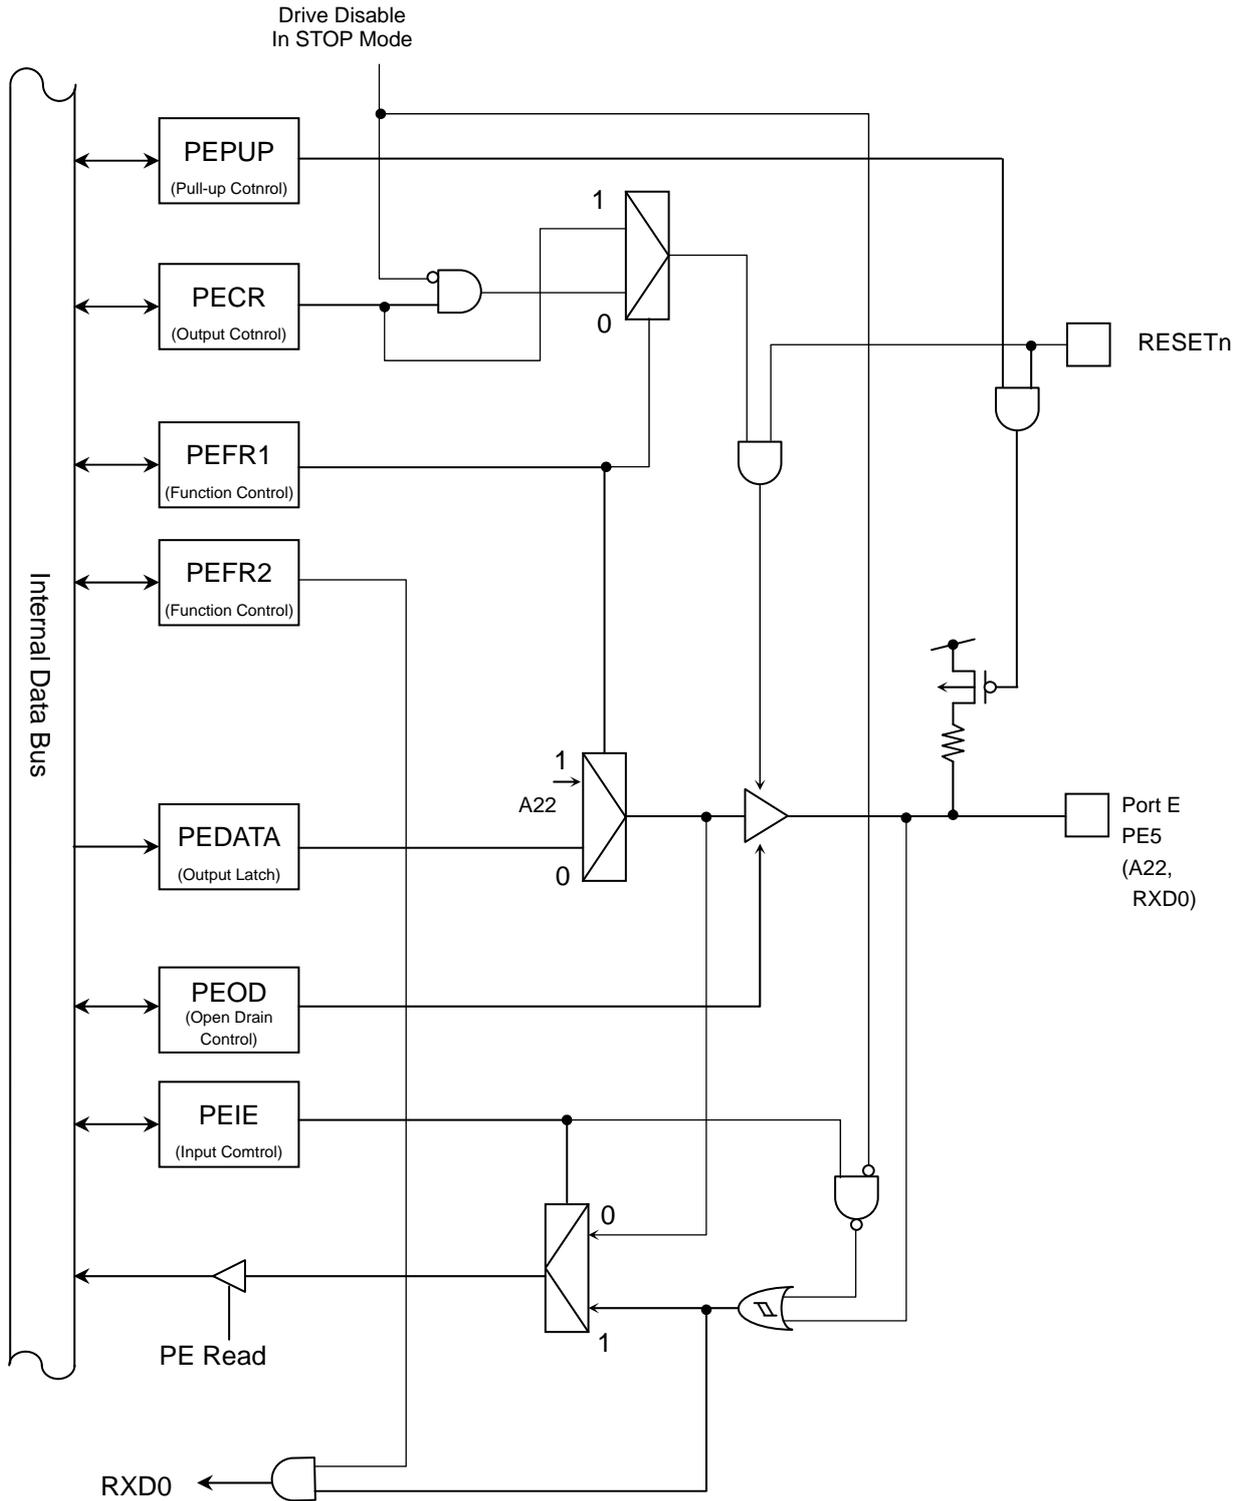 Drive Disable
In STOP Mode
PEPUP
(Pull-up Cotnrol)
1
PECR
(Output Cotnrol)
0
RESETn
PEFR1
(Function Control)
PEFR2
(Function Control)
Internal Data Bus
1
A22
PEDATA
(Output Latch)
0
Port E
PE5
(A22,
RXD0)
PEOD
(Open Drain
Control)
PEIE
(Input Comtrol)
0
1
PE Read
RXD0